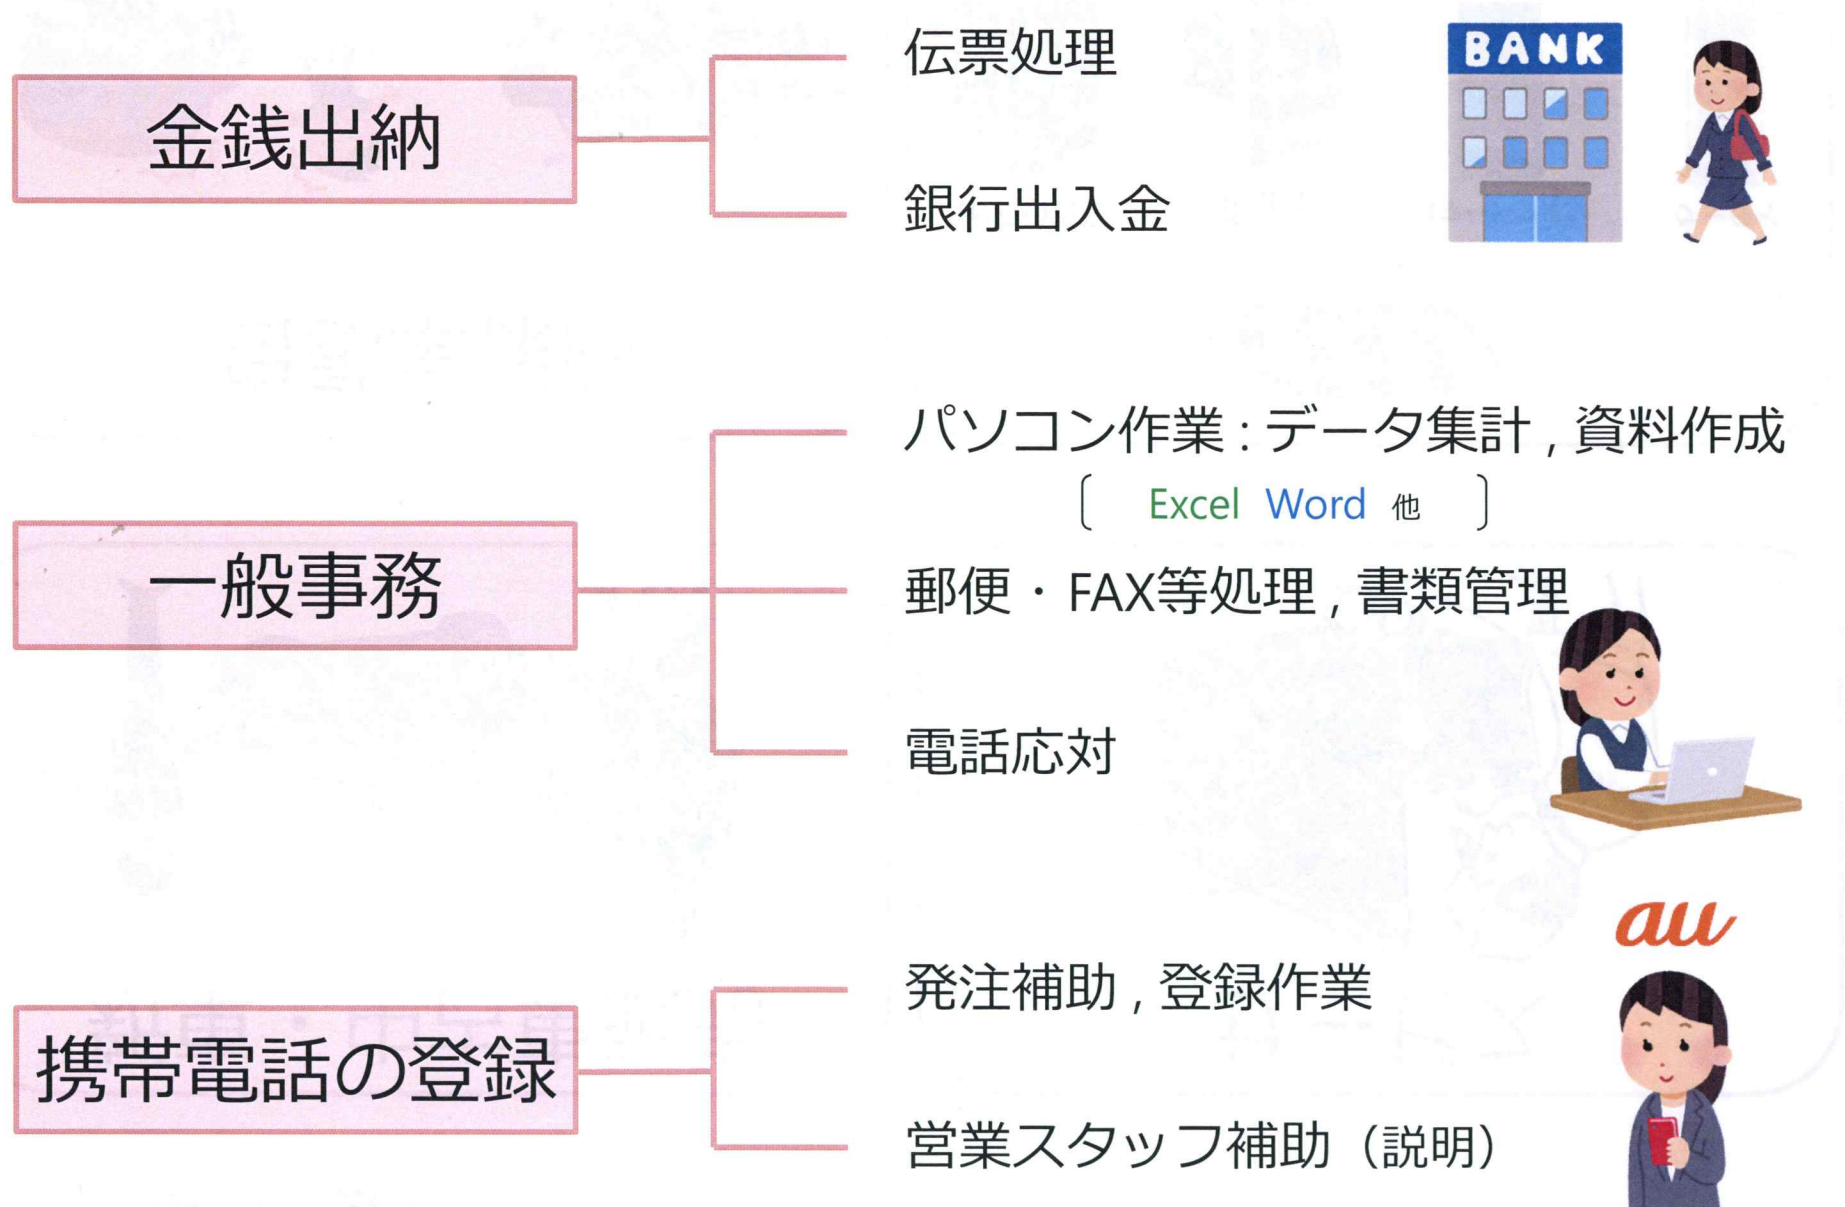 金銭出納
伝票処理
銀行出入金
BANK
一般事務
パソコン作業 : データ集計 , 資料作成
〔 Excel Word 他 〕
郵便・FAX等処理 , 書類管理
電話応対
au
携帯電話の登録
発注補助 , 登録作業
営業スタッフ補助（説明）